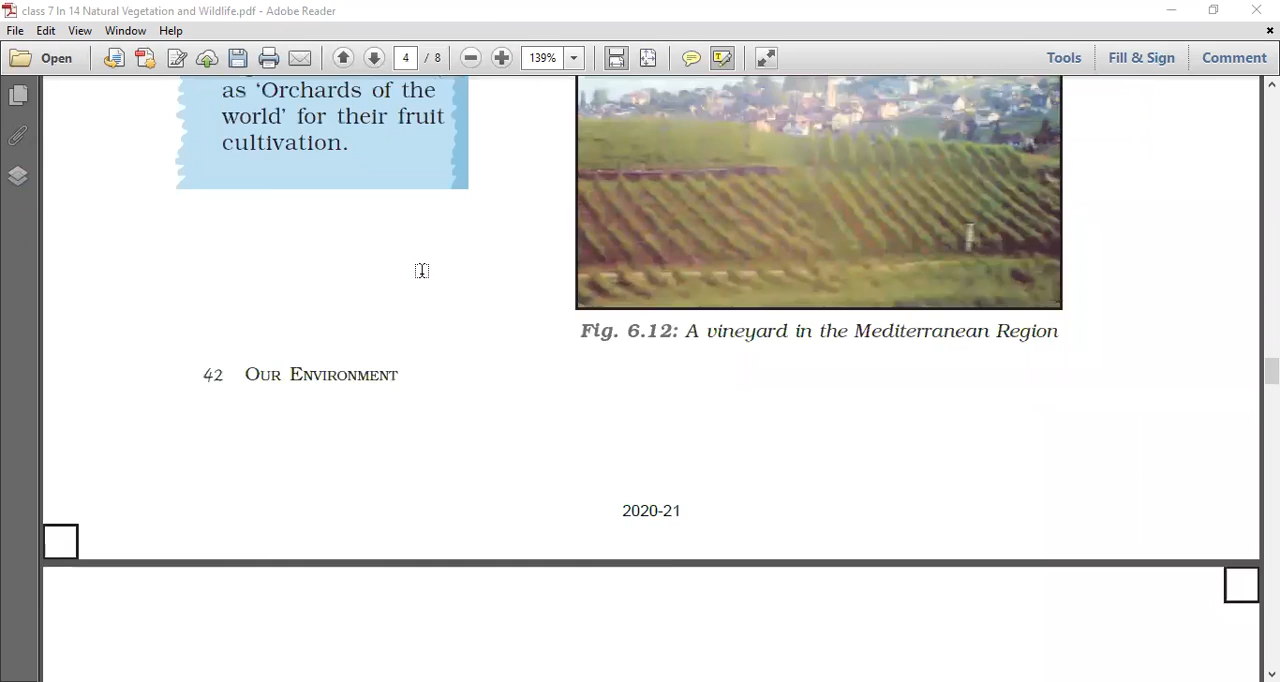 class 7 In 14 Natural Vegetation and Wildlife.pdf - Adobe Reader
File Edit View Window Help
Open 4 / 8 139% Tools Fill & Sign Comment
as ‘Orchards of the
world’ for their fruit
cultivation.
Fig. 6.12: A vineyard in the Mediterranean Region
42 OUR ENVIRONMENT
2020-21